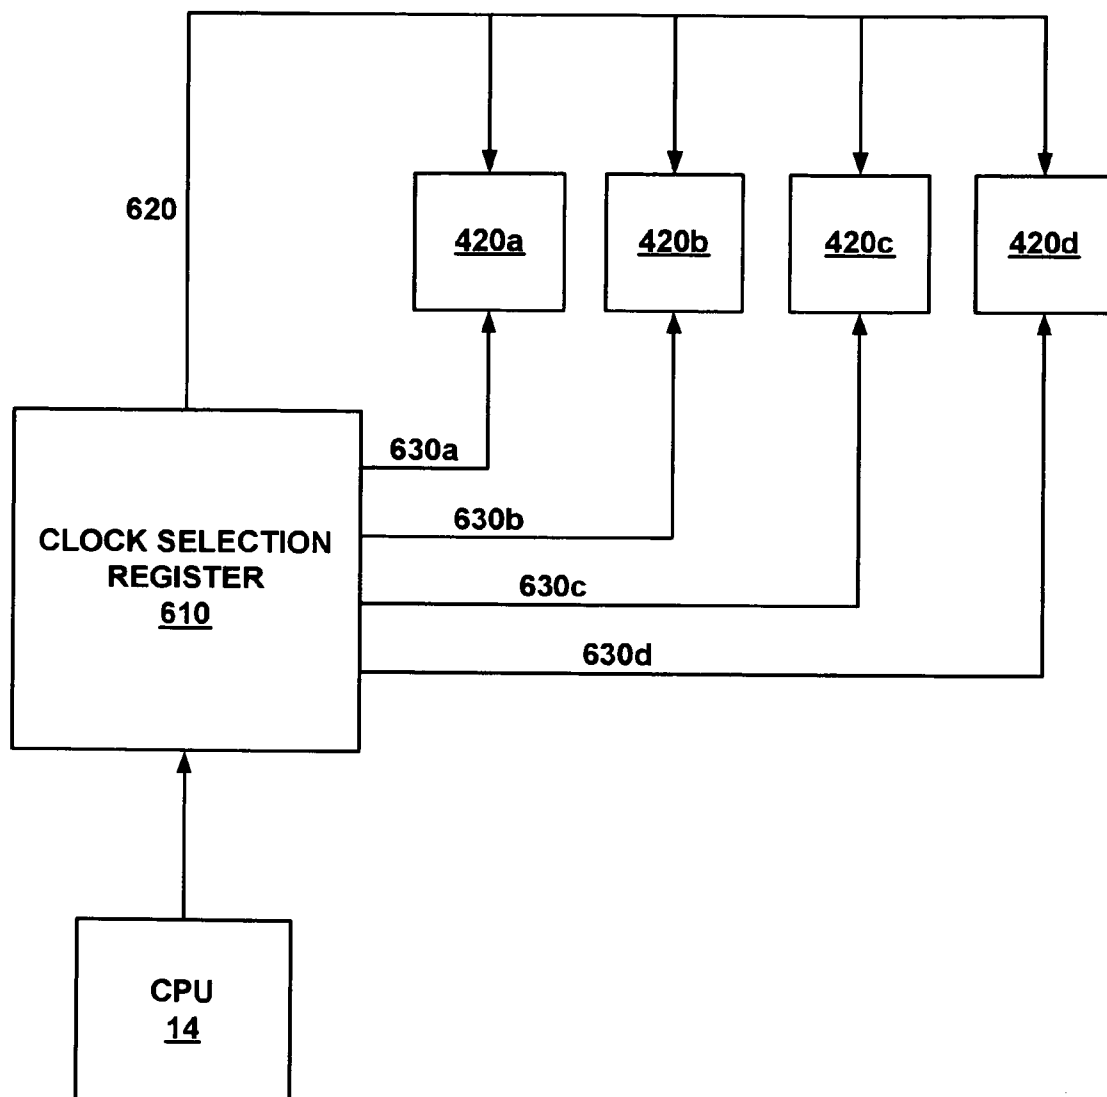 620
420a
420b
420c
420d
630a
630b
630c
630d
CLOCK SELECTION
REGISTER
610
CPU
14